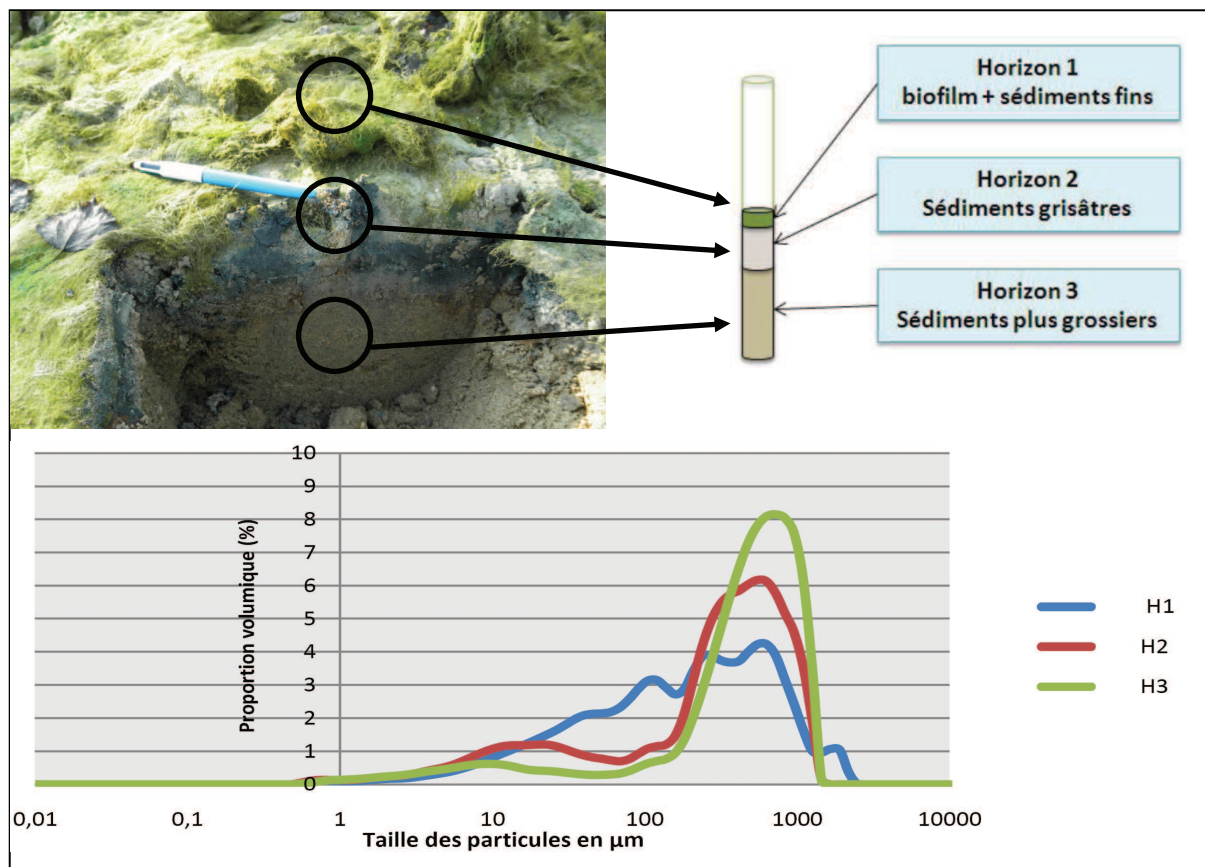 Horizon 1
biofilm + sédiments fins
Horizon 2
Sédiments grisâtres
Horizon 3
Sédiments plus grossiers
10
9
8
7
6
5
4
3
2
1
0
Proportion volumique (%)
0,01 0,1 1 10 100 1000 10000
Taille des particules en µm
H1
H2
H3